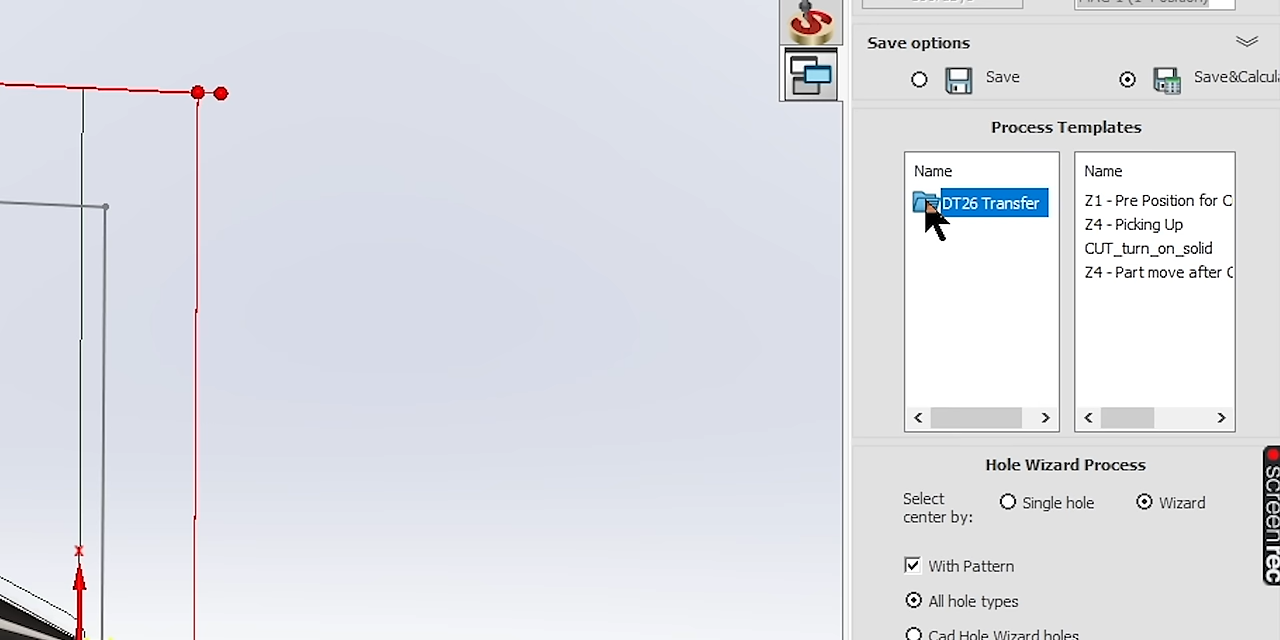 Save options
Save
Save&Calcul
Process Templates
Name
DT26 Transfer
Name
Z1 - Pre Position for C
Z4 - Picking Up
CUT_turn_on_solid
Z4 - Part move after C
Hole Wizard Process
Select
center by:
Single hole
Wizard
With Pattern
All hole types
Cad Hole Wizard holes
screenrec